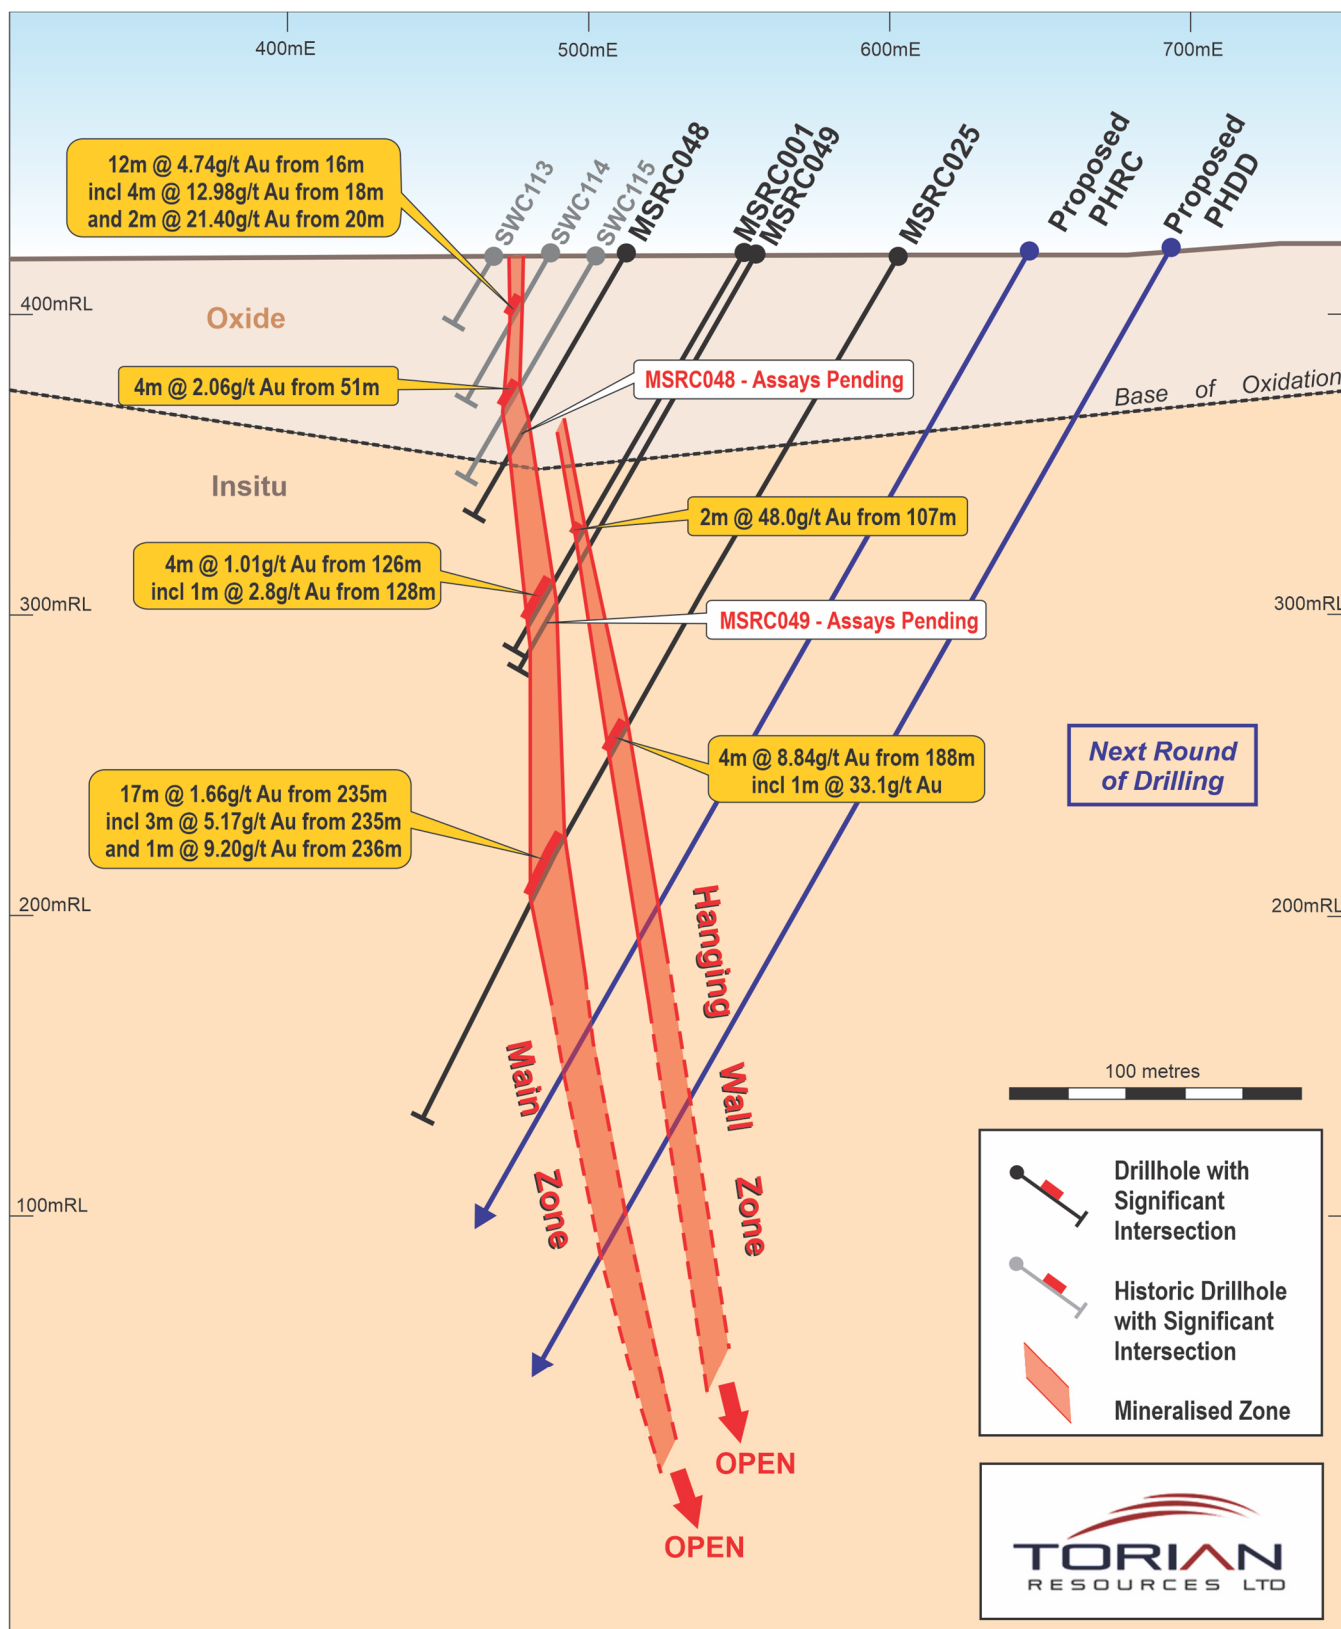 400mE
500mE
600mE
700mE
SWC113
SWC114
SWC115
MSRC048
MSRC001
MSRC049
MSRC025
Proposed
PHRC
Proposed
PHDD
12m @ 4.74g/t Au from 16m
incl 4m @ 12.98g/t Au from 18m
and 2m @ 21.40g/t Au from 20m
400mRL
Oxide
4m @ 2.06g/t Au from 51m
MSRC048 - Assays Pending
Base of Oxidation
Insitu
2m @ 48.0g/t Au from 107m
4m @ 1.01g/t Au from 126m
incl 1m @ 2.8g/t Au from 128m
300mRL
300mRL
MSRC049 - Assays Pending
4m @ 8.84g/t Au from 188m
incl 1m @ 33.1g/t Au
Next Round
of Drilling
17m @ 1.66g/t Au from 235m
incl 3m @ 5.17g/t Au from 235m
and 1m @ 9.20g/t Au from 236m
200mRL
200mRL
Hanging Wall Zone
Main Zone
100 metres
100mRL
Drillhole with
Significant
Intersection
Historic Drillhole
with Significant
Intersection
Mineralised Zone
OPEN
OPEN
TORIAN
RESOURCES LTD